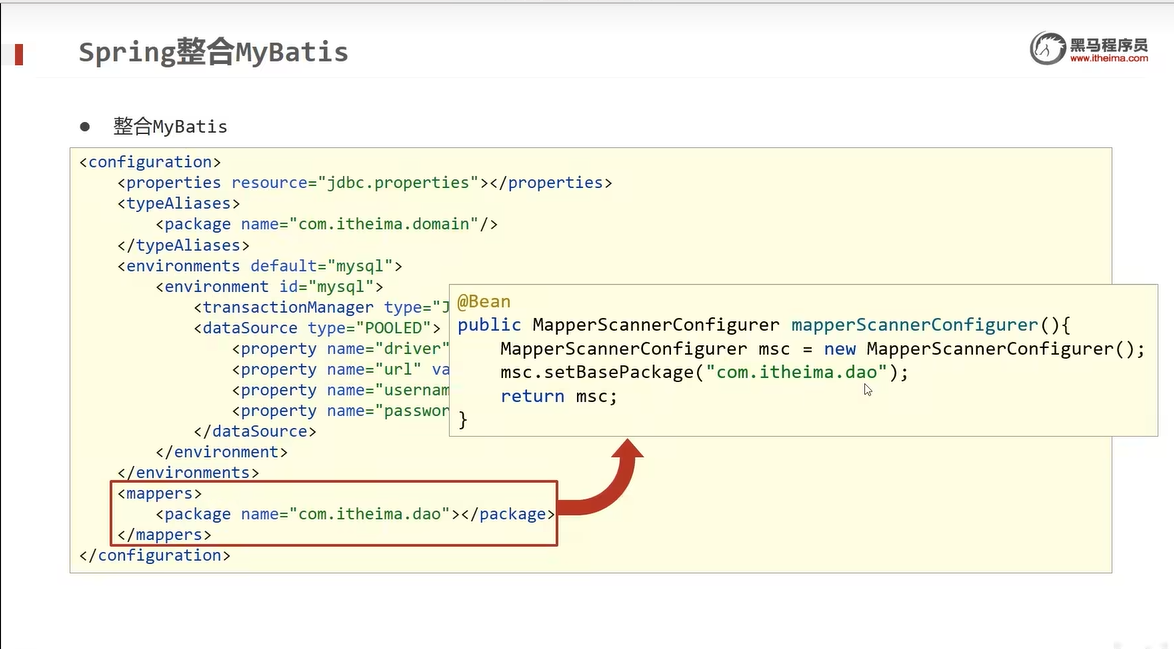 Spring整合MyBatis
黑马程序员
www.itheima.com
● 整合MyBatis
<configuration>
<properties resource="jdbc.properties"></properties>
<typeAliases>
<package name="com.itheima.domain"/>
</typeAliases>
<environments default="mysql">
<environment id="mysql">
<transactionManager type="J
<dataSource type="POOLED">
<property name="driver"
<property name="url" va
<property name="usernam
<property name="passwor
</dataSource>
</environment>
</environments>
<mappers>
<package name="com.itheima.dao"></package>
</mappers>
</configuration>
@Bean
public MapperScannerConfigurer mapperScannerConfigurer(){
MapperScannerConfigurer msc = new MapperScannerConfigurer();
msc.setBasePackage("com.itheima.dao");
return msc;
}